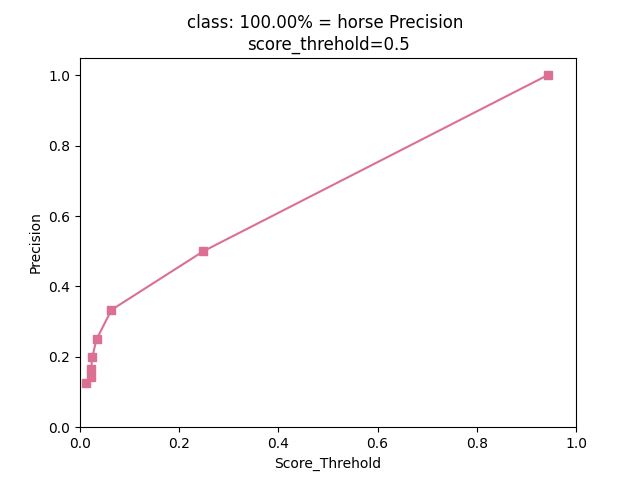 class: 100.00% = horse Precision
score_threhold=0.5
1.0
0.8
0.6
0.4
0.2
0.0
Precision
0.0 0.2 0.4 0.6 0.8 1.0
Score_Threhold